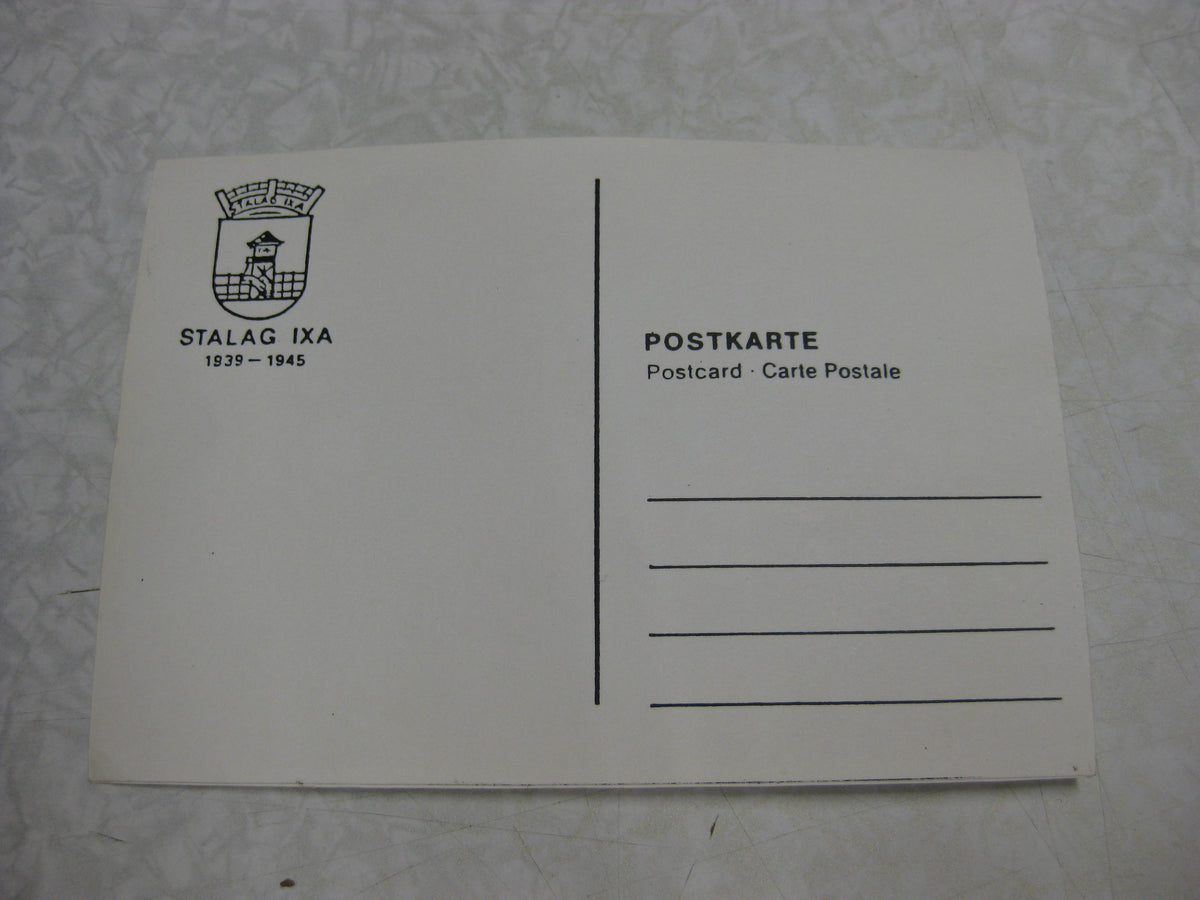 STALAG IXA
STALAG IXA
1939 – 1945
POSTKARTE
Postcard · Carte Postale